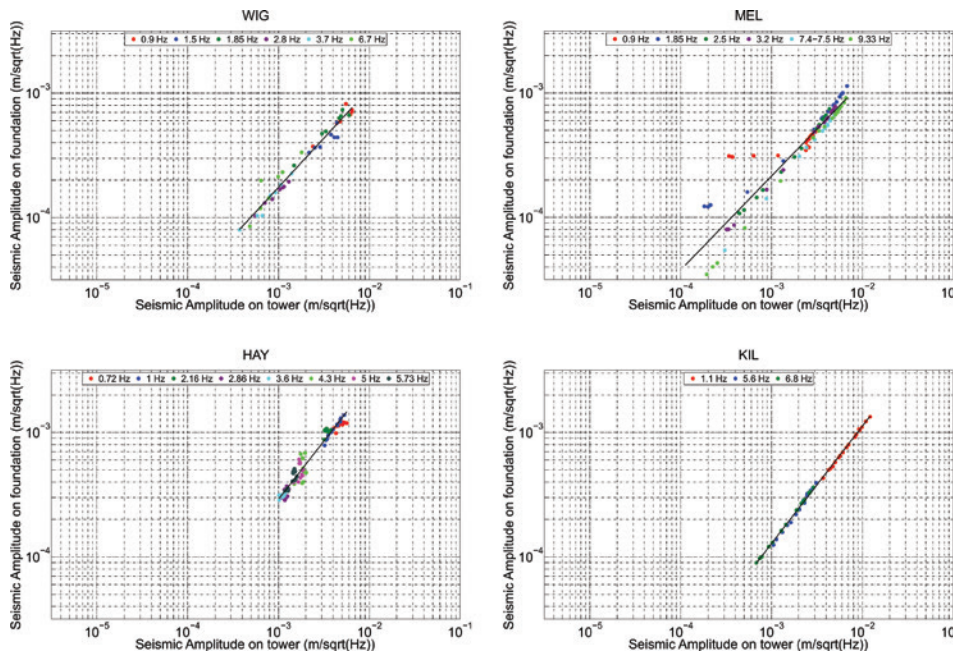 WIG
0.9 Hz 1.5 Hz 1.85 Hz 2.8 Hz 3.7 Hz 6.7 Hz
Seismic Amplitude on foundation (m/sqrt(Hz))
10⁻³
10⁻⁴
10⁻⁵ 10⁻⁴ 10⁻³ 10⁻² 10⁻¹
Seismic Amplitude on tower (m/sqrt(Hz))
MEL
0.9 Hz 1.85 Hz 2.5 Hz 3.2 Hz 7.4−7.5 Hz 9.33 Hz
Seismic Amplitude on foundation (m/sqrt(Hz))
10⁻³
10⁻⁴
10⁻⁵ 10⁻⁴ 10⁻³ 10⁻² 10
Seismic Amplitude on tower (m/sqrt(Hz))
HAY
0.72 Hz 1 Hz 2.16 Hz 2.86 Hz 3.6 Hz 4.3 Hz 5 Hz 5.73 Hz
Seismic Amplitude on foundation (m/sqrt(Hz))
10⁻³
10⁻⁴
10⁻⁵ 10⁻⁴ 10⁻³ 10⁻² 10⁻¹
Seismic Amplitude on tower (m/sqrt(Hz))
KIL
1.1 Hz 5.6 Hz 6.8 Hz
Seismic Amplitude on foundation (m/sqrt(Hz))
10⁻³
10⁻⁴
10⁻⁵ 10⁻⁴ 10⁻³ 10⁻² 10
Seismic Amplitude on tower (m/sqrt(Hz))